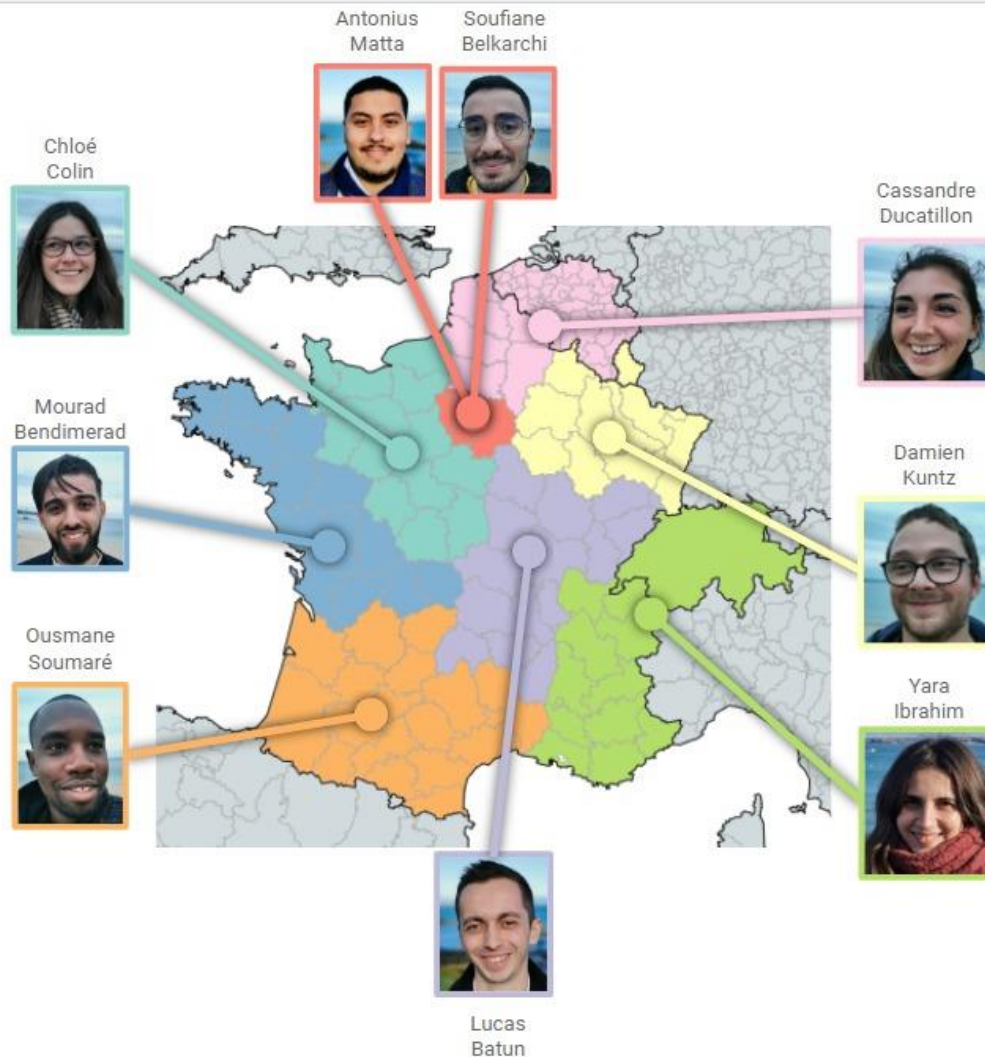 Antonius
Matta
Soufiane
Belkarchi
Chloé
Colin
Cassandre
Ducatillon
Mourad
Bendimerad
Damien
Kuntz
Ousmane
Soumaré
Yara
Ibrahim
Lucas
Batun